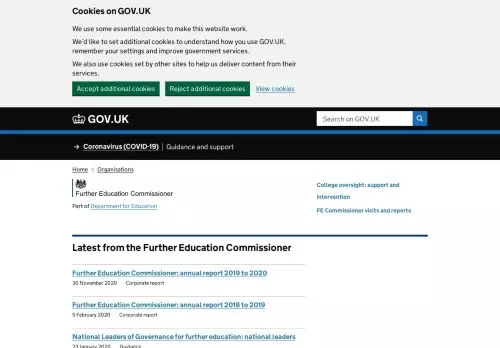 Cookies on GOV.UK
We use some essential cookies to make this website work.
We'd like to set additional cookies to understand how you use GOV.UK,
remember your settings and improve government services.
We also use cookies set by other sites to help us deliver content from their
services.
Accept additional cookies Reject additional cookies View cookies
GOV.UK Search on GOV.UK
→ Coronavirus (COVID-19) Guidance and support
Home > Organisations
Further Education Commissioner
Part of Department for Education
College oversight: support and
intervention
FE Commissioner visits and reports
Latest from the Further Education Commissioner
Further Education Commissioner: annual report 2019 to 2020
30 November 2020 Corporate report
Further Education Commissioner: annual report 2018 to 2019
5 February 2020 Corporate report
National Leaders of Governance for further education: national leaders
23 January 2020 Guidance